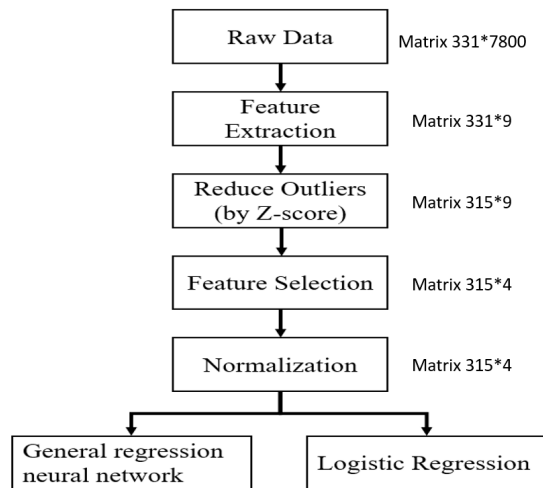 Raw Data
Matrix 331*7800
Feature
Extraction
Matrix 331*9
Reduce Outliers
(by Z-score)
Matrix 315*9
Feature Selection
Matrix 315*4
Normalization
Matrix 315*4
General regression
neural network
Logistic Regression